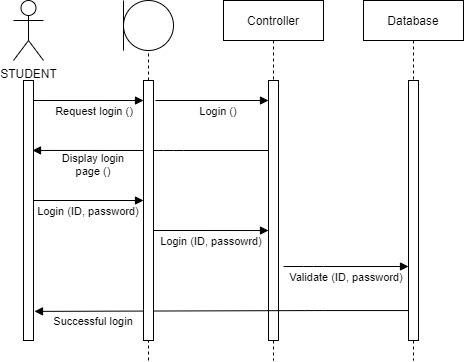 Controller
Database
STUDENT
Request login ()
Login ()
Display login
page ()
Login (ID, password)
Login (ID, passowrd)
Validate (ID, password)
Successful login